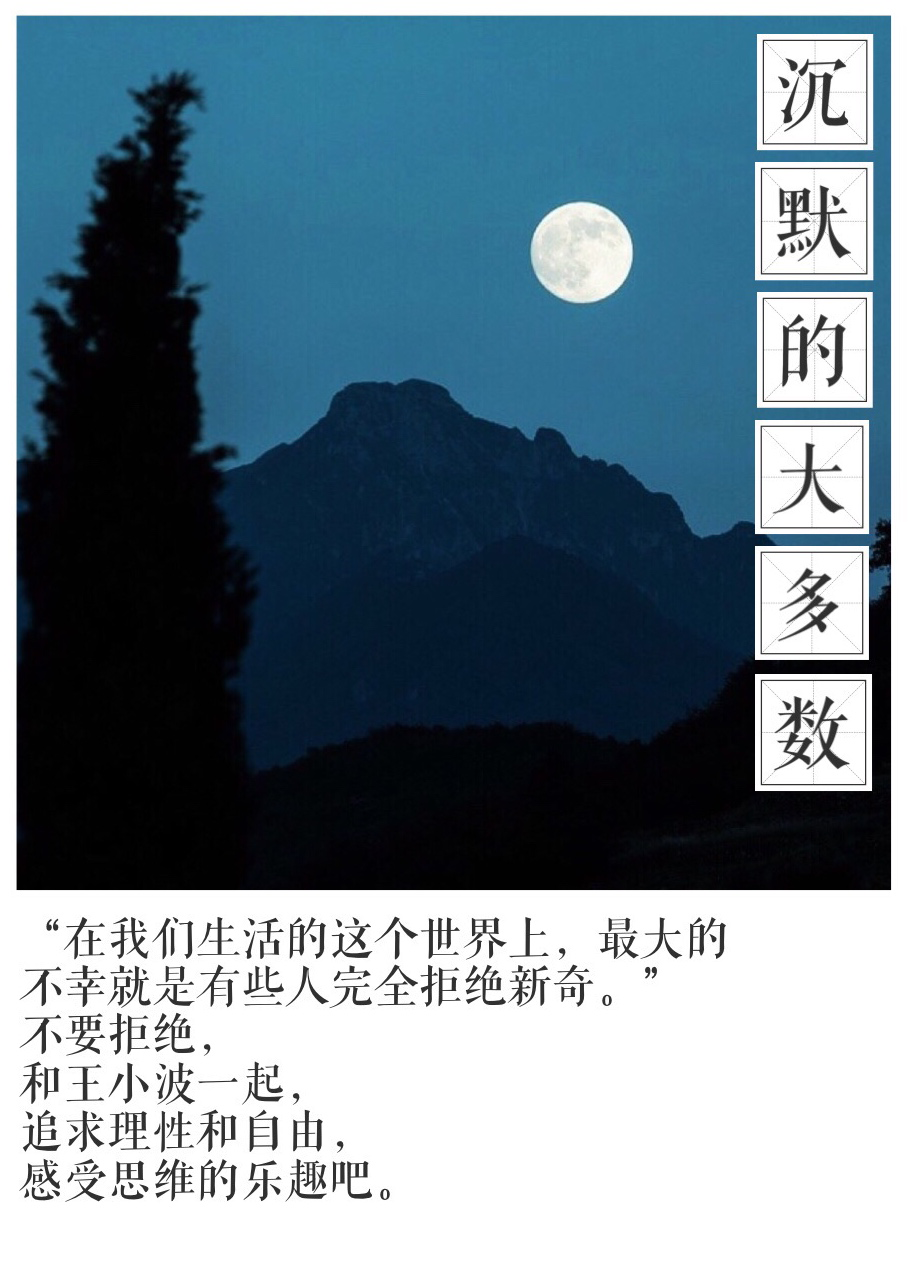 沉默的大多数
“在我们生活的这个世界上，最大的
不幸就是有些人完全拒绝新奇。”
不要拒绝，
和王小波一起，
追求理性和自由，
感受思维的乐趣吧。